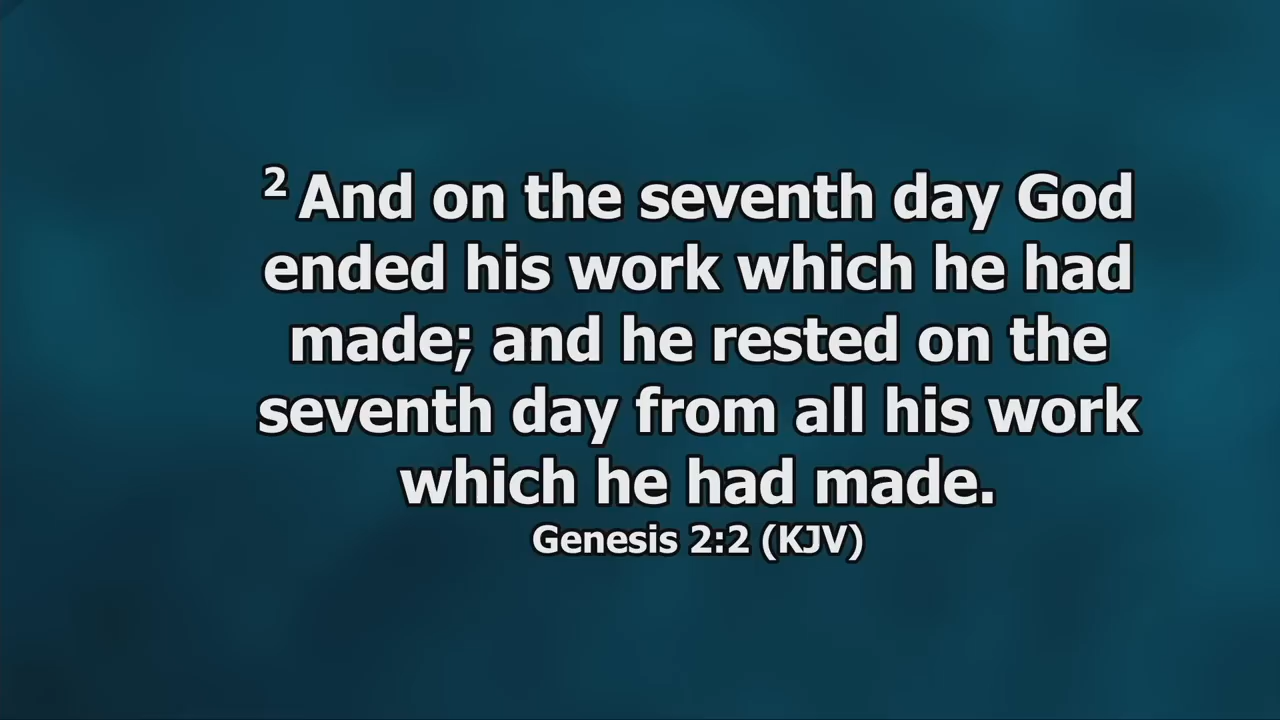 2 And on the seventh day God
ended his work which he had
made; and he rested on the
seventh day from all his work
which he had made.
Genesis 2:2 (KJV)